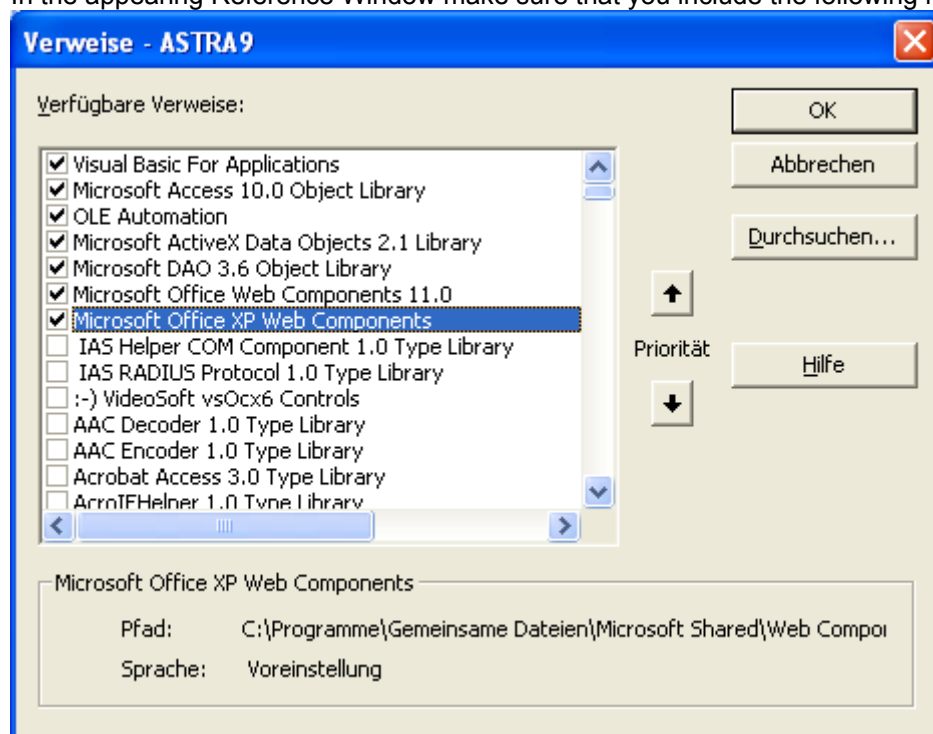 In the appearing Reference Window make sure that you include the following
Verweise - ASTRA9
Verfügbare Verweise:
OK
Visual Basic For Applications
Abbrechen
Microsoft Access 10.0 Object Library
OLE Automation
Microsoft ActiveX Data Objects 2.1 Library
Durchsuchen...
Microsoft DAO 3.6 Object Library
Microsoft Office Web Components 11.0
Microsoft Office XP Web Components
IAS Helper COM Component 1.0 Type Library
Priorität
IAS RADIUS Protocol 1.0 Type Library
Hilfe
:-) VideoSoft vsOcx6 Controls
AAC Decoder 1.0 Type Library
AAC Encoder 1.0 Type Library
Acrobat Access 3.0 Type Library
AcroIEHelper 1.0 Type Library
Microsoft Office XP Web Components
Pfad: C:\Programme\Gemeinsame Dateien\Microsoft Shared\Web Compo
Sprache: Voreinstellung